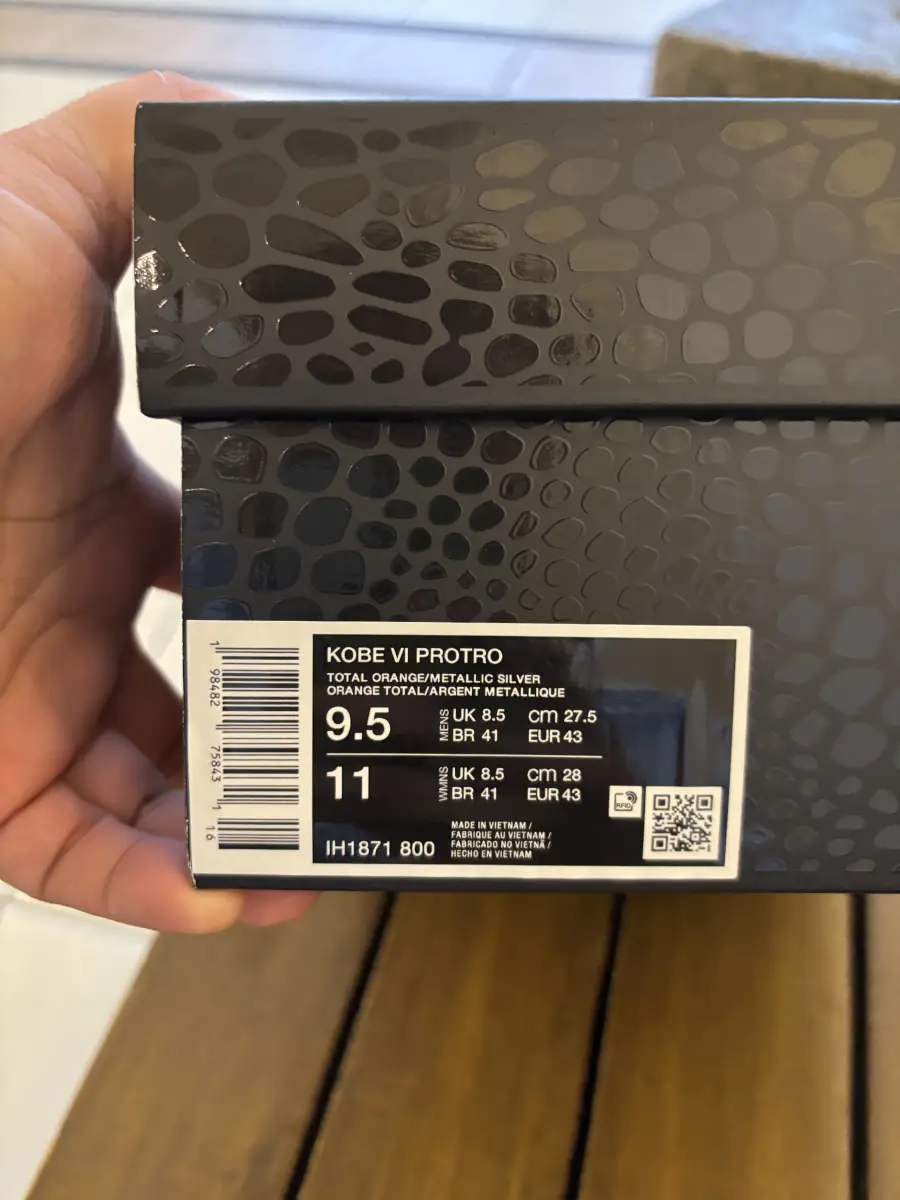 KOBE VI PROTRO
TOTAL ORANGE/METALLIC SILVER
ORANGE TOTAL/ARGENT METALLIQUE
9.5 MENS UK 8.5 cm 27.5
BR 41 EUR 43
11 WMNS UK 8.5 cm 28
BR 41 EUR 43
RFID
IH1871 800
MADE IN VIETNAM /
FABRIQUE AU VIETNAM /
FABRICADO NO VIETNÃ /
HECHO EN VIETNAM
1 98482 75843 1 16